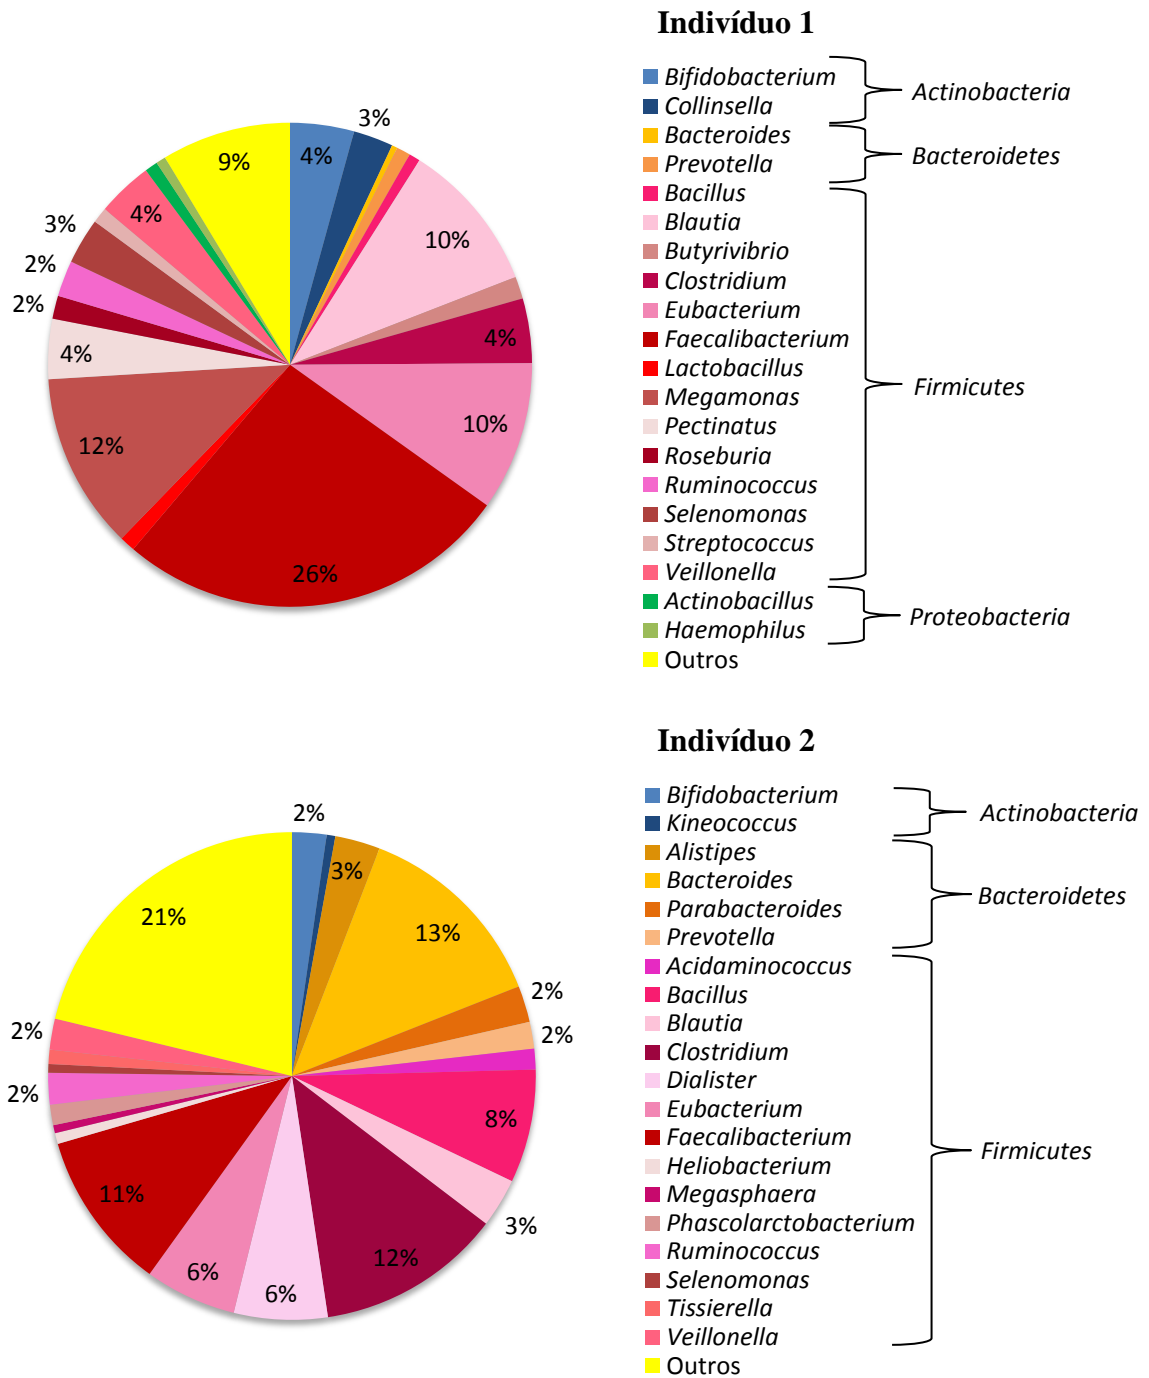 Indivíduo 1
Bifidobacterium
Collinsella
Actinobacteria
Bacteroides
Prevotella
Bacteroidetes
Bacillus
Blautia
Butyrivibrio
Clostridium
Eubacterium
Faecalibacterium
Lactobacillus
Megamonas
Pectinatus
Roseburia
Ruminococcus
Selenomonas
Streptococcus
Veillonella
Firmicutes
Actinobacillus
Haemophilus
Proteobacteria
Outros
4%
3%
10%
4%
10%
26%
12%
4%
2%
2%
3%
4%
9%
Indivíduo 2
Bifidobacterium
Kineococcus
Actinobacteria
Alistipes
Bacteroides
Parabacteroides
Prevotella
Bacteroidetes
Acidaminococcus
Bacillus
Blautia
Clostridium
Dialister
Eubacterium
Faecalibacterium
Heliobacterium
Megasphaera
Phascolarctobacterium
Ruminococcus
Selenomonas
Tissierella
Veillonella
Firmicutes
Outros
2%
3%
13%
2%
2%
8%
3%
12%
6%
6%
11%
2%
2%
21%